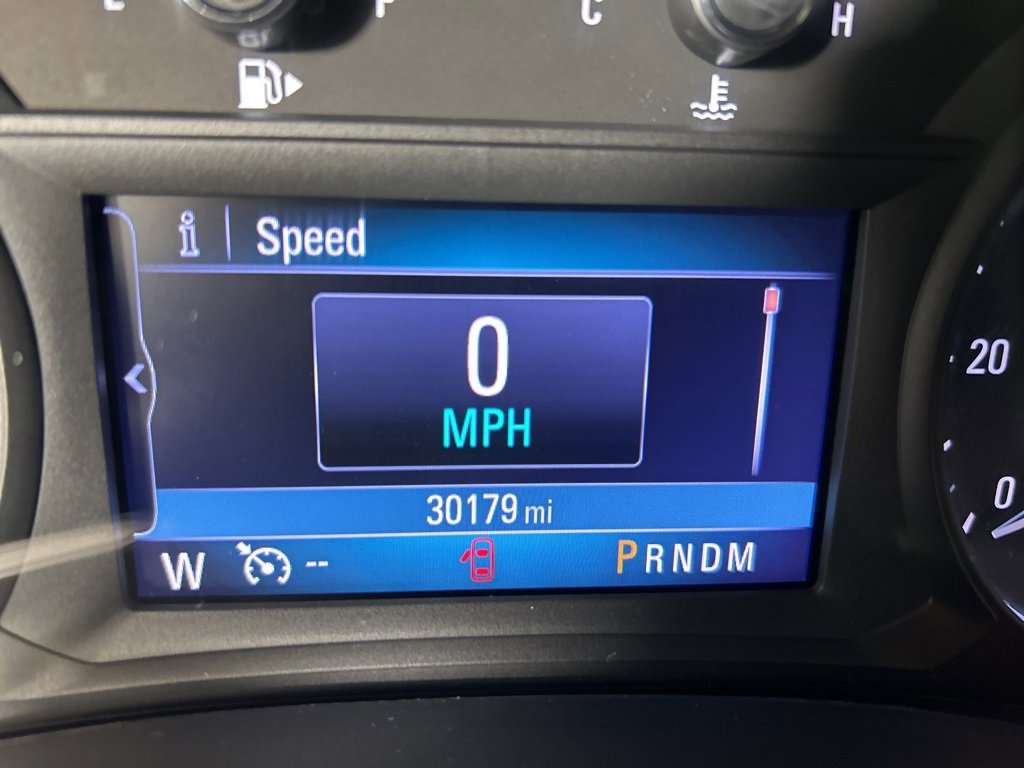 C
H
i Speed
0
MPH
20
30179 mi
0
W -- PRNDM